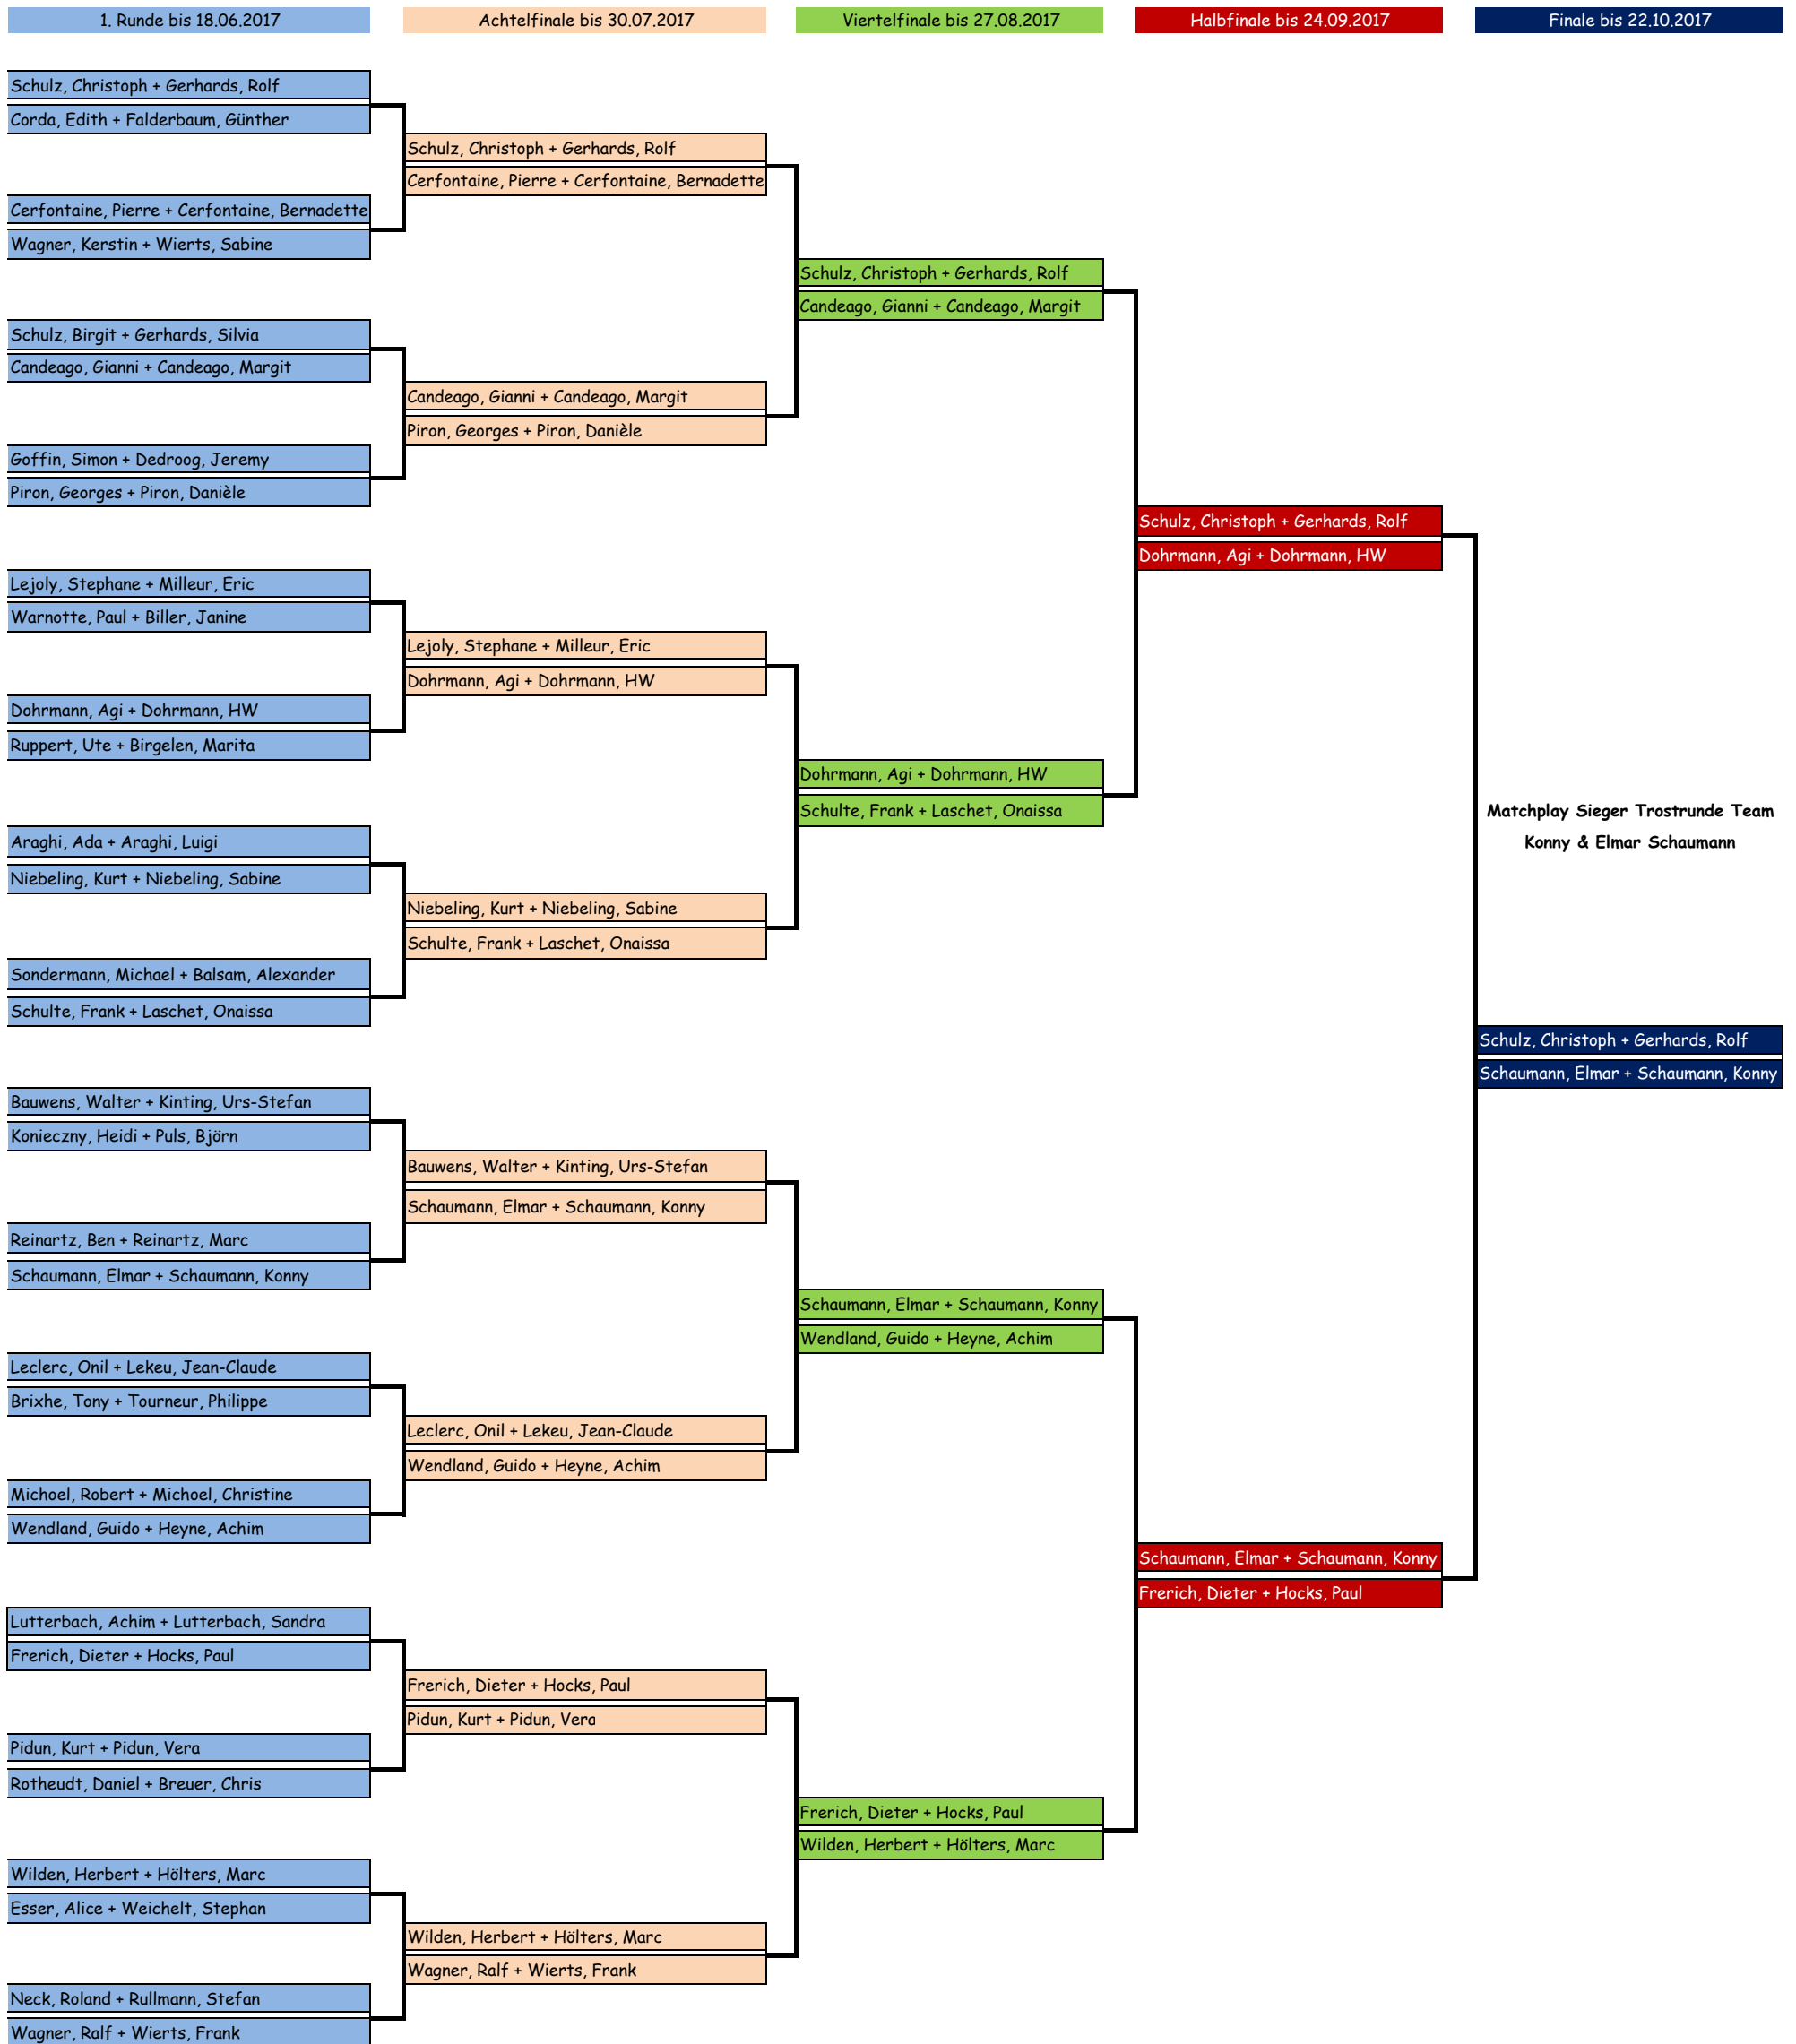 1. Runde bis 18.06.2017
Achtelfinale bis 30.07.2017
Viertelfinale bis 27.08.2017
Halbfinale bis 24.09.2017
Finale bis 22.10.2017
Schulz, Christoph + Gerhards, Rolf
Corda, Edith + Falderbaum, Günther
Cerfontaine, Pierre + Cerfontaine, Bernadette
Wagner, Kerstin + Wierts, Sabine
Schulz, Birgit + Gerhards, Silvia
Candeago, Gianni + Candeago, Margit
Goffin, Simon + Dedroog, Jeremy
Piron, Georges + Piron, Danièle
Lejoly, Stephane + Milleur, Eric
Warnotte, Paul + Biller, Janine
Dohrmann, Agi + Dohrmann, HW
Ruppert, Ute + Birgelen, Marita
Araghi, Ada + Araghi, Luigi
Niebeling, Kurt + Niebeling, Sabine
Sondermann, Michael + Balsam, Alexander
Schulte, Frank + Laschet, Onaissa
Bauwens, Walter + Kinting, Urs-Stefan
Konieczny, Heidi + Puls, Björn
Reinartz, Ben + Reinartz, Marc
Schaumann, Elmar + Schaumann, Konny
Leclerc, Onil + Lekeu, Jean-Claude
Brixhe, Tony + Tourneur, Philippe
Michoel, Robert + Michoel, Christine
Wendland, Guido + Heyne, Achim
Lutterbach, Achim + Lutterbach, Sandra
Frerich, Dieter + Hocks, Paul
Pidun, Kurt + Pidun, Vera
Rotheudt, Daniel + Breuer, Chris
Wilden, Herbert + Hölters, Marc
Esser, Alice + Weichelt, Stephan
Neck, Roland + Rullmann, Stefan
Wagner, Ralf + Wierts, Frank
Schulz, Christoph + Gerhards, Rolf
Cerfontaine, Pierre + Cerfontaine, Bernadette
Candeago, Gianni + Candeago, Margit
Piron, Georges + Piron, Danièle
Lejoly, Stephane + Milleur, Eric
Dohrmann, Agi + Dohrmann, HW
Niebeling, Kurt + Niebeling, Sabine
Schulte, Frank + Laschet, Onaissa
Bauwens, Walter + Kinting, Urs-Stefan
Schaumann, Elmar + Schaumann, Konny
Leclerc, Onil + Lekeu, Jean-Claude
Wendland, Guido + Heyne, Achim
Frerich, Dieter + Hocks, Paul
Pidun, Kurt + Pidun, Vera
Wilden, Herbert + Hölters, Marc
Wagner, Ralf + Wierts, Frank
Schulz, Christoph + Gerhards, Rolf
Candeago, Gianni + Candeago, Margit
Dohrmann, Agi + Dohrmann, HW
Schulte, Frank + Laschet, Onaissa
Schaumann, Elmar + Schaumann, Konny
Wendland, Guido + Heyne, Achim
Frerich, Dieter + Hocks, Paul
Wilden, Herbert + Hölters, Marc
Schulz, Christoph + Gerhards, Rolf
Dohrmann, Agi + Dohrmann, HW
Schaumann, Elmar + Schaumann, Konny
Frerich, Dieter + Hocks, Paul
Matchplay Sieger Trostrunde Team
Konny & Elmar Schaumann
Schulz, Christoph + Gerhards, Rolf
Schaumann, Elmar + Schaumann, Konny